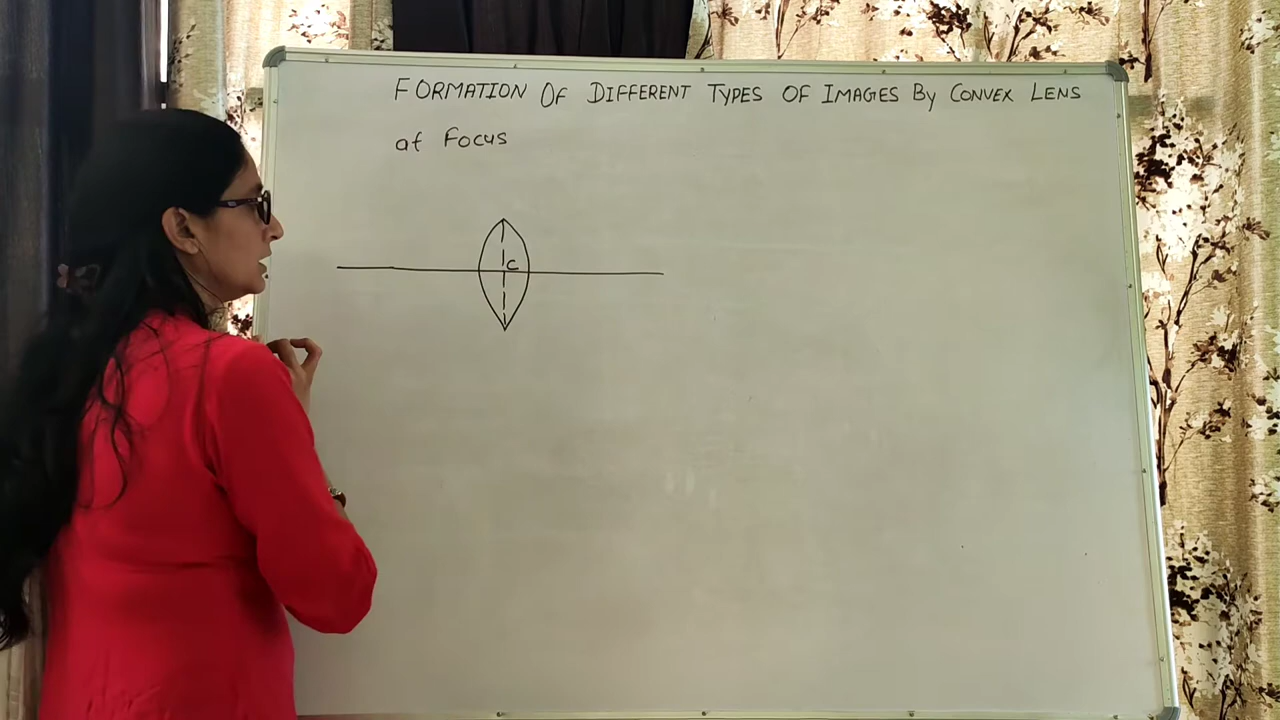 FORMATION OF DIFFERENT TYPES OF IMAGES By CONVEX LENS
at Focus
C